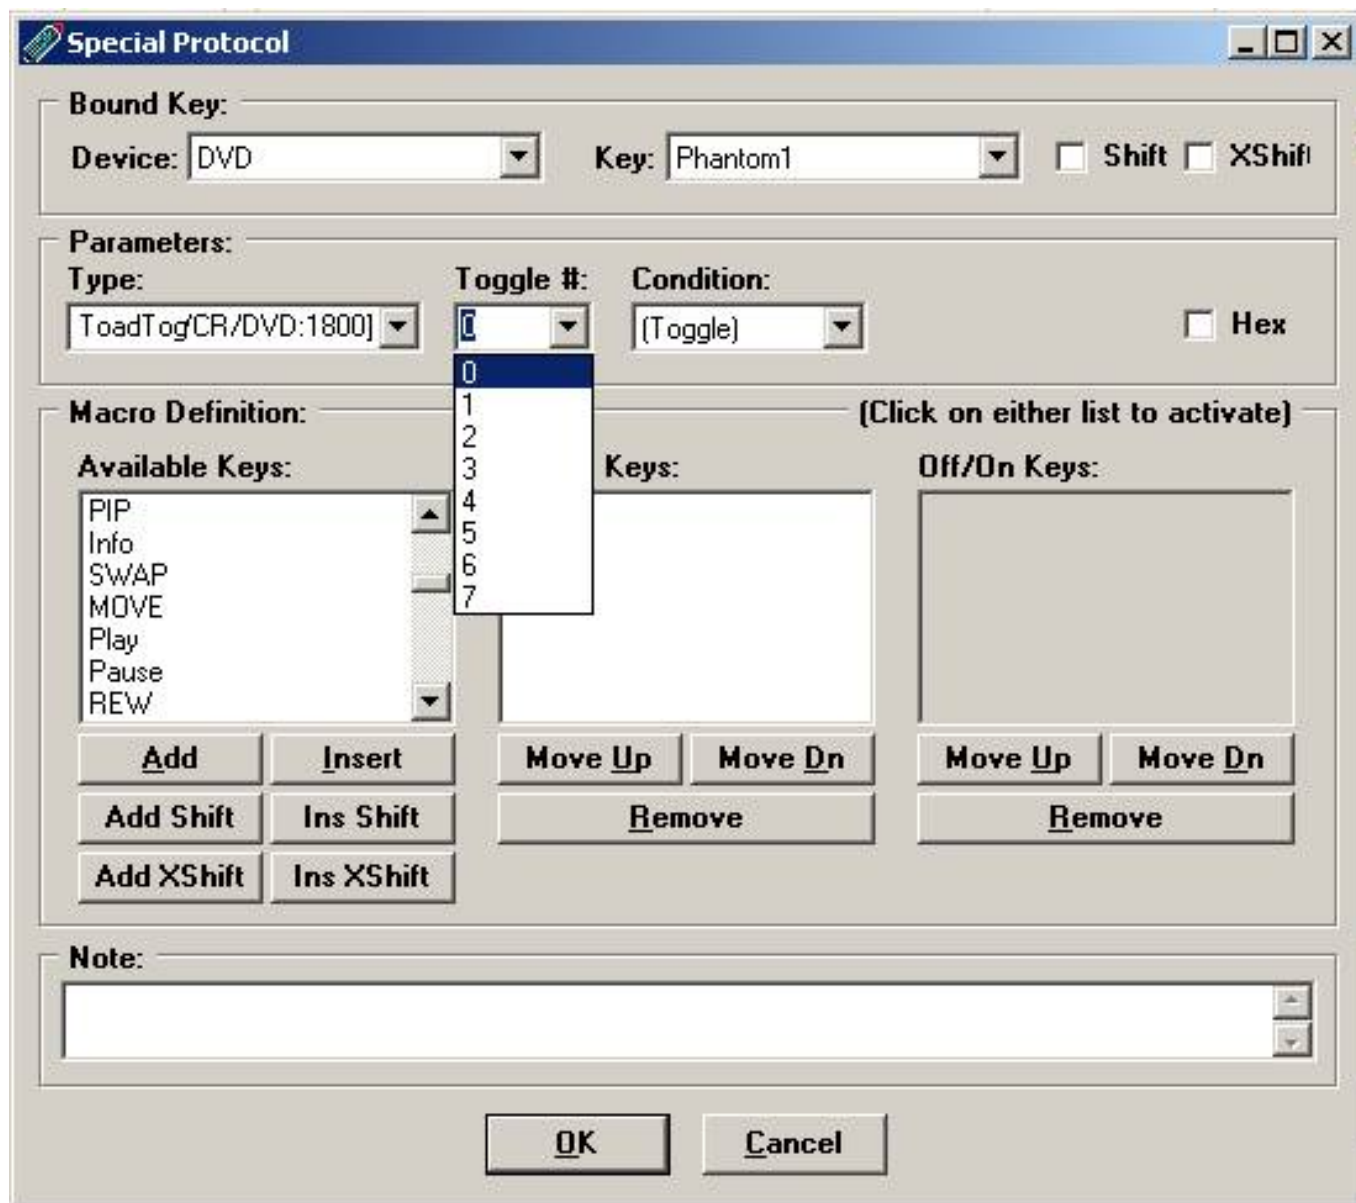 Special Protocol
Bound Key:
Device: DVD Key: Phantom1 Shift XShift
Parameters:
Type: Toggle #: Condition:
ToadTog/CR/DVD:1800] 0 (Toggle) Hex
0
1
2
3
4
5
6
7
Macro Definition: (Click on either list to activate)
Available Keys: Keys: Off/On Keys:
PIP
Info
SWAP
MOVE
Play
Pause
REW
Add Insert Move Up Move Dn Move Up Move Dn
Add Shift Ins Shift Remove Remove
Add XShift Ins XShift
Note:
OK Cancel